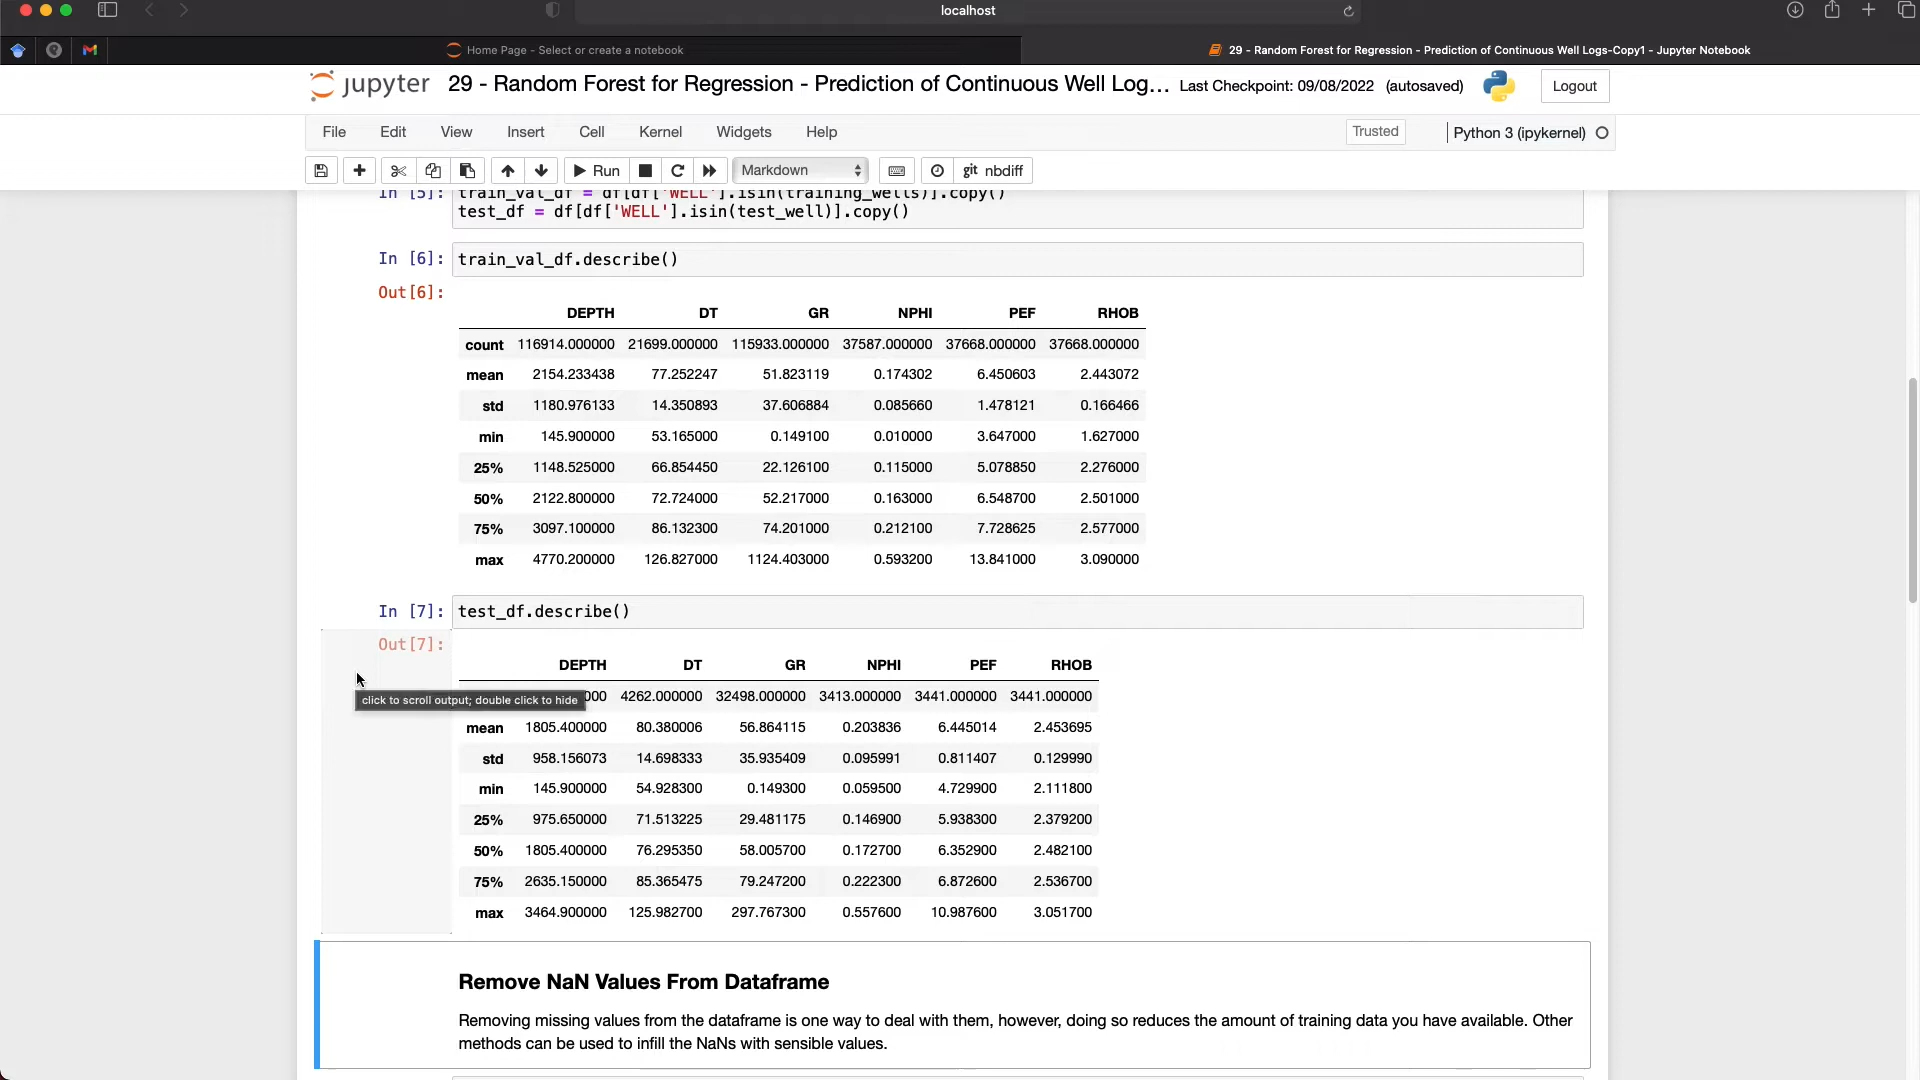 localhost
Home Page - Select or create a notebook
29 - Random Forest for Regression - Prediction of Continuous Well Logs-Copy1 - Jupyter Notebook
jupyter 29 - Random Forest for Regression - Prediction of Continuous Well Log... Last Checkpoint: 09/08/2022 (autosaved) Logout
File Edit View Insert Cell Kernel Widgets Help Trusted Python 3 (ipykernel)
Run Markdown git nbdiff
In [5]: train_val_df = df[df['WELL'].isin(training_wells)].copy()
test_df = df[df['WELL'].isin(test_well)].copy()
In [6]: train_val_df.describe()
Out[6]:
DEPTH DT GR NPHI PEF RHOB
count 116914.000000 21699.000000 115933.000000 37587.000000 37668.000000 37668.000000
mean 2154.233438 77.252247 51.823119 0.174302 6.450603 2.443072
std 1180.976133 14.350893 37.606884 0.085660 1.478121 0.166466
min 145.900000 53.165000 0.149100 0.010000 3.647000 1.627000
25% 1148.525000 66.854450 22.126100 0.115000 5.078850 2.276000
50% 2122.800000 72.724000 52.217000 0.163000 6.548700 2.501000
75% 3097.100000 86.132300 74.201000 0.212100 7.728625 2.577000
max 4770.200000 126.827000 1124.403000 0.593200 13.841000 3.090000
In [7]: test_df.describe()
Out[7]:
DEPTH DT GR NPHI PEF RHOB
click to scroll output; double click to hide 4262.000000 32498.000000 3413.000000 3441.000000 3441.000000
mean 1805.400000 80.380006 56.864115 0.203836 6.445014 2.453695
std 958.156073 14.698333 35.935409 0.095991 0.811407 0.129990
min 145.900000 54.928300 0.149300 0.059500 4.729900 2.111800
25% 975.650000 71.513225 29.481175 0.146900 5.938300 2.379200
50% 1805.400000 76.295350 58.005700 0.172700 6.352900 2.482100
75% 2635.150000 85.365475 79.247200 0.222300 6.872600 2.536700
max 3464.900000 125.982700 297.767300 0.557600 10.987600 3.051700
Remove NaN Values From Dataframe
Removing missing values from the dataframe is one way to deal with them, however, doing so reduces the amount of training data you have available. Other
methods can be used to infill the NaNs with sensible values.